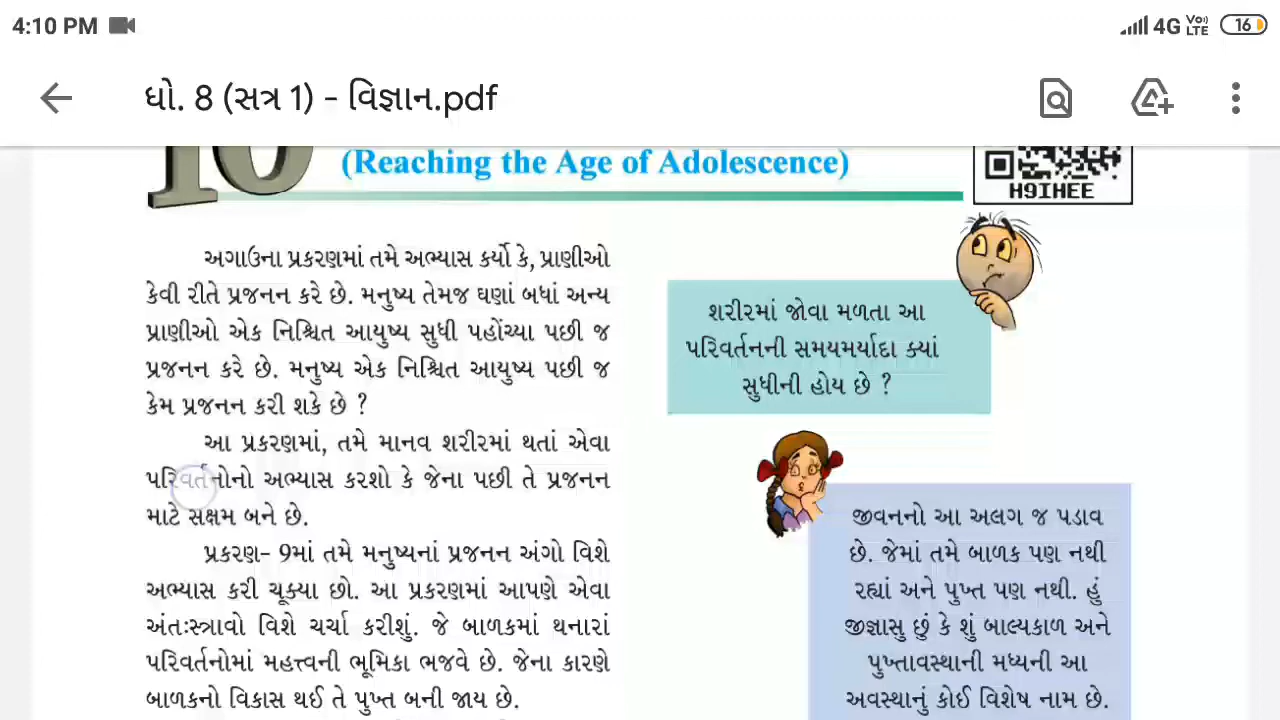 4:10 PM
4G Vo) LTE 16
ધો. 8 (સત્ર 1) - વિજ્ઞાન.pdf
10
(Reaching the Age of Adolescence)
H9IHEE
અગાઉના પ્રકરણમાં તમે અભ્યાસ કર્યો કે, પ્રાણીઓ
કેવી રીતે પ્રજનન કરે છે. મનુષ્ય તેમજ ઘણાં બધાં અન્ય
પ્રાણીઓ એક નિશ્ચિત આયુષ્ય સુધી પહોંચ્યા પછી જ
પ્રજનન કરે છે. મનુષ્ય એક નિશ્ચિત આયુષ્ય પછી જ
કેમ પ્રજનન કરી શકે છે ?
આ પ્રકરણમાં, તમે માનવ શરીરમાં થતાં એવા
પરિવર્તનોનો અભ્યાસ કરશો કે જેના પછી તે પ્રજનન
માટે સક્ષમ બને છે.
પ્રકરણ- 9માં તમે મનુષ્યનાં પ્રજનન અંગો વિશે
અભ્યાસ કરી ચૂક્યા છો. આ પ્રકરણમાં આપણે એવા
અંતઃસ્ત્રાવો વિશે ચર્ચા કરીશું. જે બાળકમાં થનારાં
પરિવર્તનોમાં મહત્ત્વની ભૂમિકા ભજવે છે. જેના કારણે
બાળકનો વિકાસ થઈ તે પુખ્ત બની જાય છે.
શરીરમાં જોવા મળતા આ
પરિવર્તનની સમયમર્યાદા ક્યાં
સુધીની હોય છે ?
જીવનનો આ અલગ જ પડાવ
છે. જેમાં તમે બાળક પણ નથી
રહ્યાં અને પુખ્ત પણ નથી. હું
જીજ્ઞાસુ છું કે શું બાલ્યકાળ અને
પુખ્તાવસ્થાની મધ્યની આ
અવસ્થાનું કોઈ વિશેષ નામ છે.